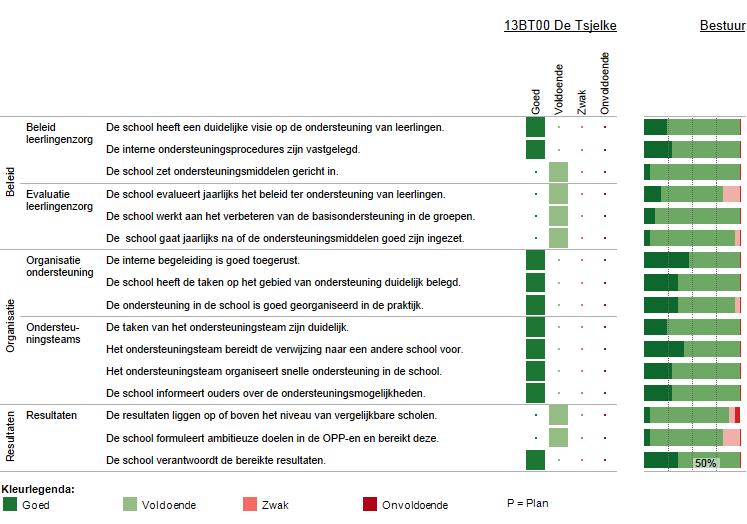 13BT00 De Tsjelke
Bestuur
Goed
Voldoende
Zwak
Onvoldoende
Beleid
Beleid
leerlingenzorg
De school heeft een duidelijke visie op de ondersteuning van leerlingen.
De interne ondersteuningsprocedures zijn vastgelegd.
De school zet ondersteuningsmiddelen gericht in.
Evaluatie
leerlingenzorg
De school evalueert jaarlijks het beleid ter ondersteuning van leerlingen.
De school werkt aan het verbeteren van de basisondersteuning in de groepen.
De school gaat jaarlijks na of de ondersteuningsmiddelen goed zijn ingezet.
Organisatie
Organisatie
ondersteuning
De interne begeleiding is goed toegerust.
De school heeft de taken op het gebied van ondersteuning duidelijk belegd.
De ondersteuning in de school is goed georganiseerd in de praktijk.
Ondersteu-
ningsteams
De taken van het ondersteuningsteam zijn duidelijk.
Het ondersteuningsteam bereidt de verwijzing naar een andere school voor.
Het ondersteuningsteam organiseert snelle ondersteuning in de school.
De school informeert ouders over de ondersteuningsmogelijkheden.
Resultaten
Resultaten
De resultaten liggen op of boven het niveau van vergelijkbare scholen.
De school formuleert ambitieuze doelen in de OPP-en en bereikt deze.
De school verantwoordt de bereikte resultaten.
50%
Kleurlegenda:
Goed
Voldoende
Zwak
Onvoldoende
P = Plan